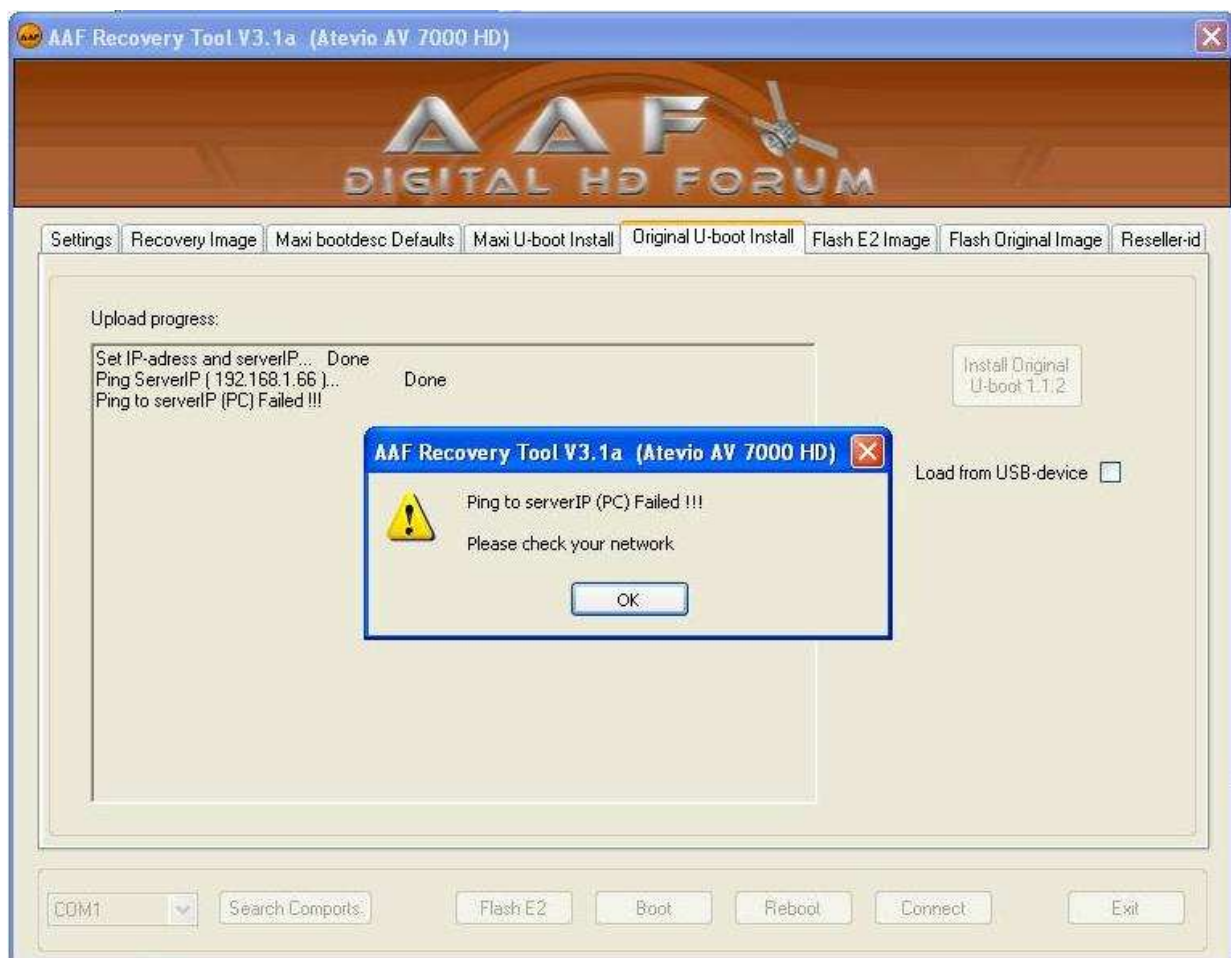 AAF Recovery Tool V3.1a (Atevio AV 7000 HD)
AAF
DIGITAL HD FORUM
Settings
Recovery Image
Maxi bootdesc Defaults
Maxi U-boot Install
Original U-boot Install
Flash E2 Image
Flash Original Image
Reseller-id
Upload progress:
Set IP-adress and serverIP... Done
Ping ServerIP ( 192.168.1.66 )... Done
Ping to serverIP (PC) Failed !!!
Install Original
U-boot 1.1.2
Load from USB-device
AAF Recovery Tool V3.1a (Atevio AV 7000 HD)
Ping to serverIP (PC) Failed !!!
Please check your network
OK
COM1
Search Comports.
Flash E2
Boot
Reboot
Connect
Exit